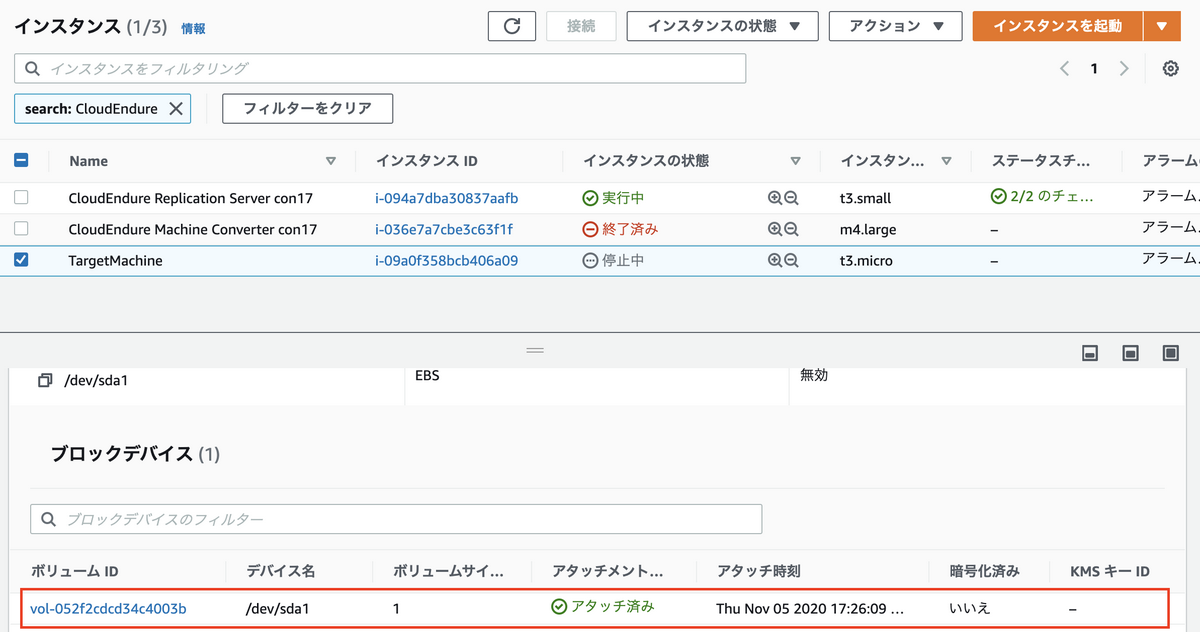 インスタンス (1/3) 情報 接続 インスタンスの状態 アクション インスタンスを起動
インスタンスをフィルタリング 1
search: CloudEndure フィルターをクリア
Name インスタンス ID インスタンスの状態 インスタン... ステータスチ... アラームの
CloudEndure Replication Server con17 i-094a7dba30837aafb 実行中 t3.small 2/2 のチェ... アラーム.
CloudEndure Machine Converter con17 i-036e7a7cbe3c63f1f 終了済み m4.large – アラーム.
TargetMachine i-09a0f358bcb406a09 停止中 t3.micro – アラーム.
/dev/sda1 EBS 無効
ブロックデバイス (1)
ブロックデバイスのフィルター
ボリューム ID デバイス名 ボリュームサイ... アタッチメント... アタッチ時刻 暗号化済み KMS キー ID
vol-052f2cdcd34c4003b /dev/sda1 1 アタッチ済み Thu Nov 05 2020 17:26:09 ... いいえ –